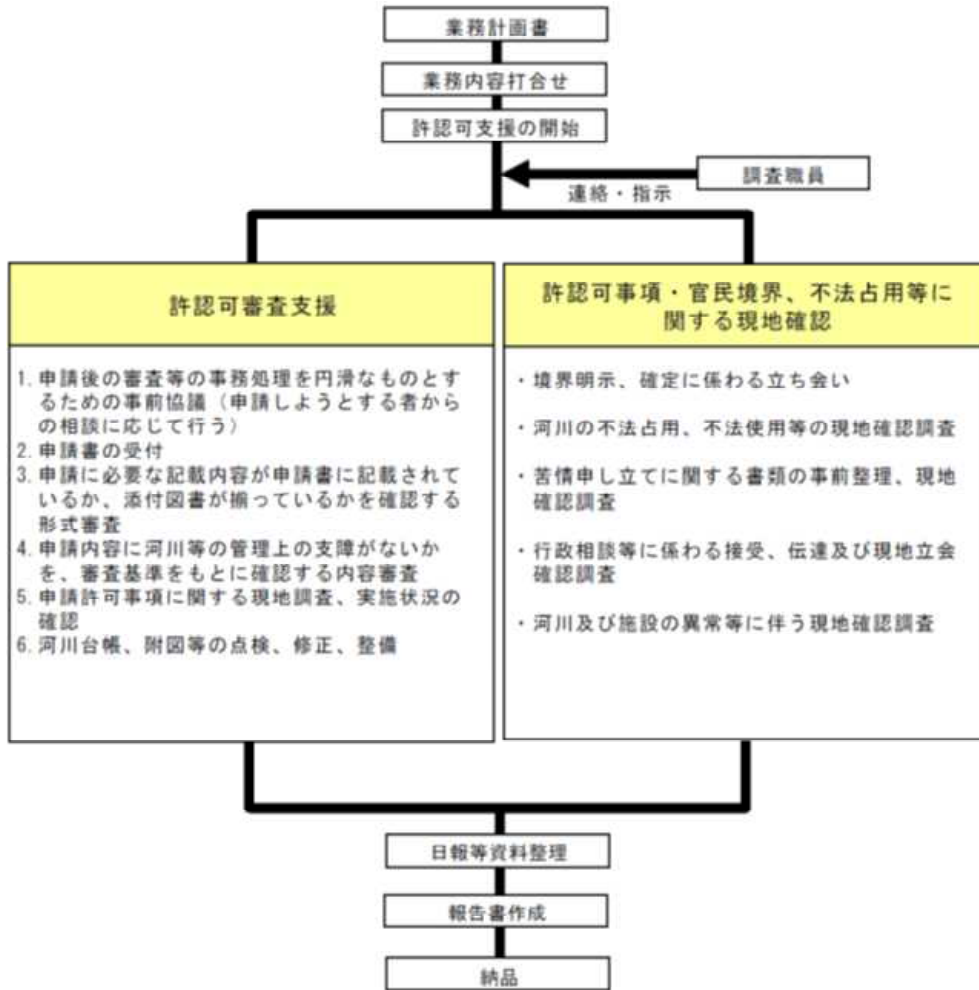 業務計画書
業務内容打合せ
許認可支援の開始
調査職員
連絡・指示
許認可審査支援
1. 申請後の審査等の事務処理を円滑なものとす
るための事前協議（申請しようとする者から
の相談に応じて行う）
2. 申請書の受付
3. 申請に必要な記載内容が申請書に記載されて
いるか、添付図書が揃っているかを確認する
形式審査
4. 申請内容に河川等の管理上の支障がないか
を、審査基準をもとに確認する内容審査
5. 申請許可事項に関する現地調査、実施状況の
確認
6. 河川台帳、附図等の点検、修正、整備
許認可事項・官民境界、不法占用等に
関する現地確認
・境界明示、確定に係わる立ち会い
・河川の不法占用、不法使用等の現地確認調査
・苦情申し立てに関する書類の事前整理、現地
確認調査
・行政相談等に係わる接受、伝達及び現地立会
確認調査
・河川及び施設の異常等に伴う現地確認調査
日報等資料整理
報告書作成
納品